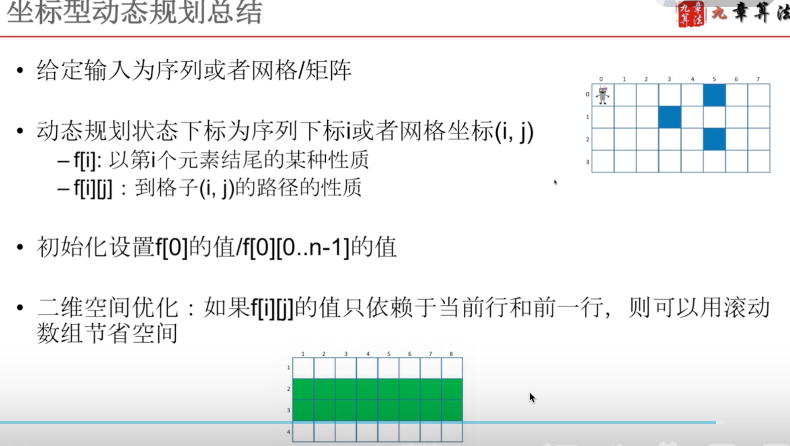 坐标型动态规划总结
九章算法
九章算法
• 给定输入为序列或者网格/矩阵
0 1 2 3 4 5 6 7
0
1
2
3
• 动态规划状态下标为序列下标i或者网格坐标(i, j)
– f[i]: 以第i个元素结尾的某种性质
– f[i][j]：到格子(i, j)的路径的性质
• 初始化设置f[0]的值/f[0][0..n-1]的值
• 二维空间优化：如果f[i][j]的值只依赖于当前行和前一行，则可以用滚动
数组节省空间
1 2 3 4 5 6 7 8
1
2
3
4